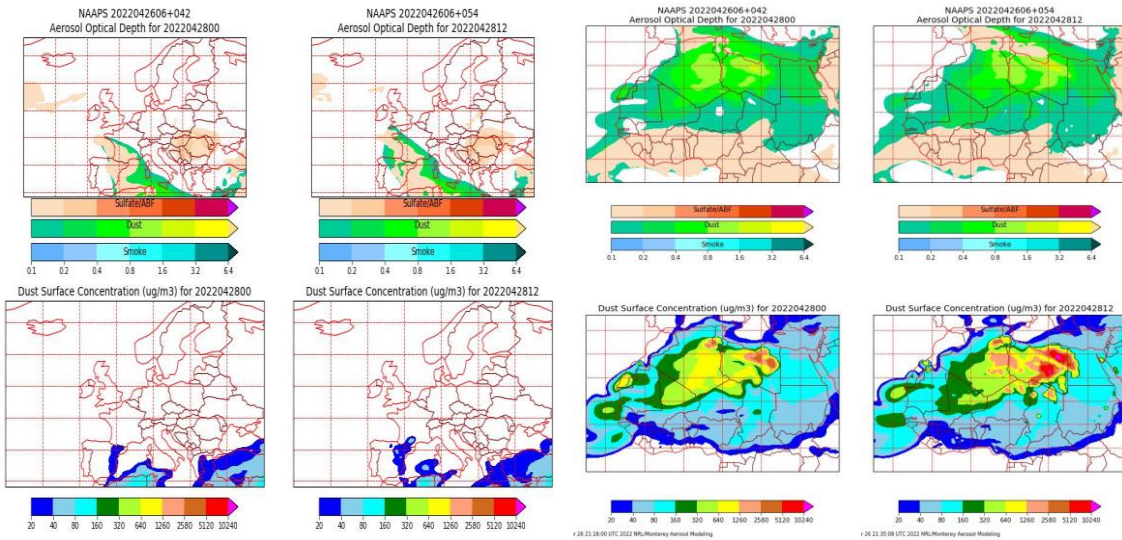 NAAPS 2022042606+042
Aerosol Optical Depth for 2022042800
NAAPS 2022042606+054
Aerosol Optical Depth for 2022042812
NAAPS 2022042606+042
Aerosol Optical Depth for 2022042800
NAAPS 2022042606+054
Aerosol Optical Depth for 2022042812
Sulfate/ABF
Dust
Smoke
0.1 0.2 0.4 0.8 1.6 3.2 6.4
Sulfate/ABF
Dust
Smoke
0.1 0.2 0.4 0.8 1.6 3.2 6.4
Sulfate/ABF
Dust
Smoke
0.1 0.2 0.4 0.8 1.6 3.2 6.4
Sulfate/ABF
Dust
Smoke
0.1 0.2 0.4 0.8 1.6 3.2 6.4
Dust Surface Concentration (ug/m3) for 2022042800
Dust Surface Concentration (ug/m3) for 2022042812
Dust Surface Concentration (ug/m3) for 2022042800
Dust Surface Concentration (ug/m3) for 2022042812
20 40 80 160 320 640 1260 2580 5120 10240
20 40 80 160 320 640 1260 2580 5120 10240
20 40 80 160 320 640 1260 2580 5120 10240
20 40 80 160 320 640 1260 2580 5120 10240
r 26 21:18:00 UTC 2022 NRL/Monterey Aerosol Modeling
r 26 21:35:08 UTC 2022 NRL/Monterey Aerosol Modeling